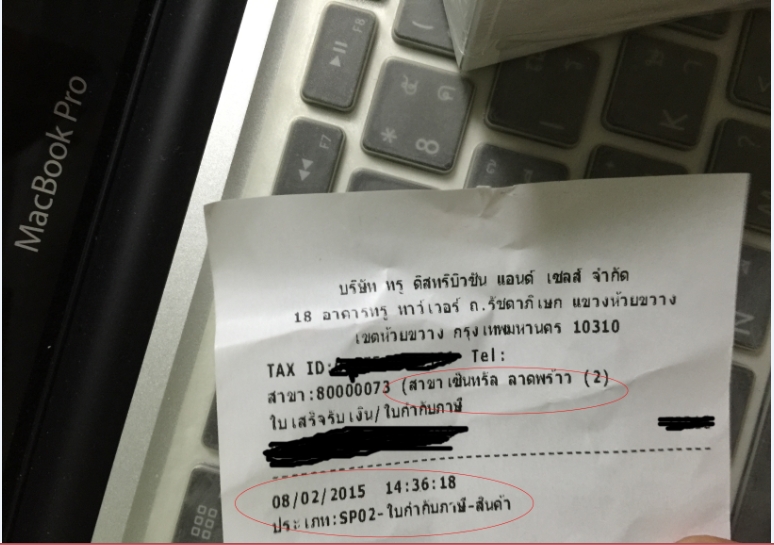 MacBook Pro
F8
(
๕ ค
* 8
F7
K
N
บริษัท ทรู ดิสทริบิวชั่น แอนด์ เซลส์ จำกัด
18 อาคารทรู ทาว์เวอร์ ถ.รัชดาภิเษก แขวงห้วยขวาง
เขตห้วยขวาง กรุงเทพมหานคร 10310
TAX ID: Tel:
สาขา:80000073 (สาขาเซ็นทรัล ลาดพร้าว (2)
ใบเสร็จรับเงิน/ใบกำกับภาษี
08/02/2015 14:36:18
ประเภท:SP02-ใบกำกับภาษี-สินค้า